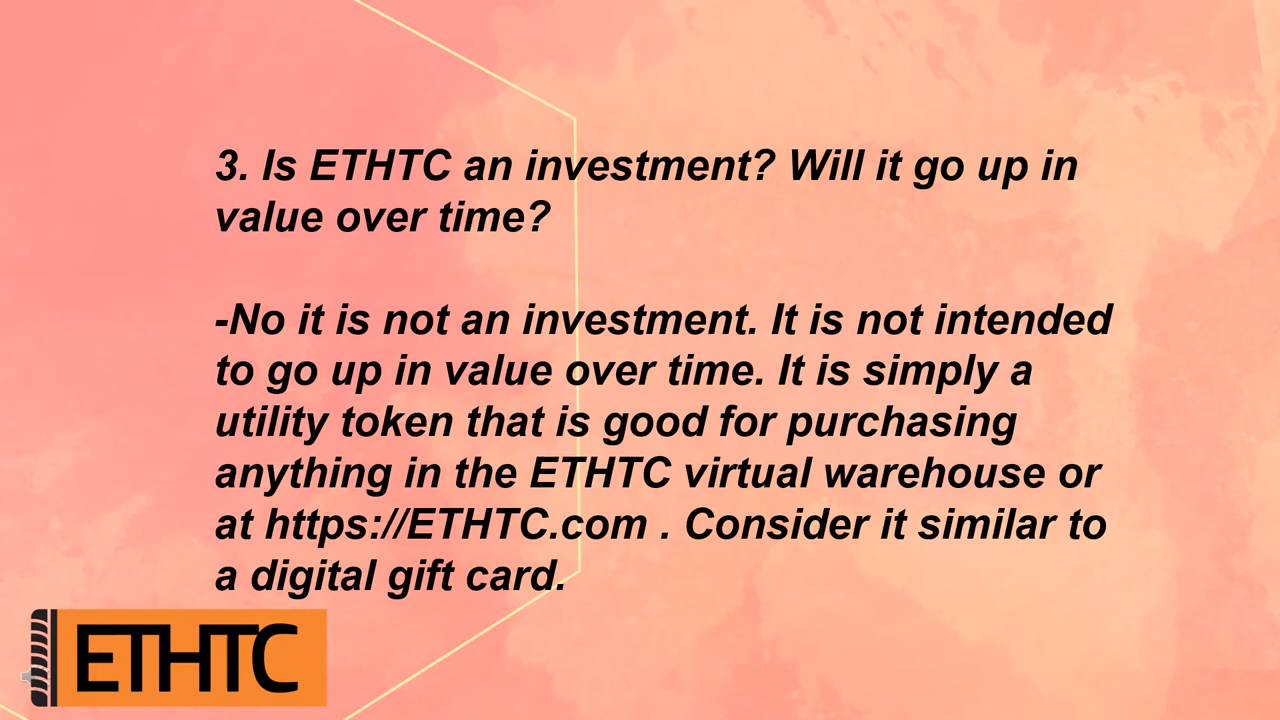 3. Is ETHTC an investment? Will it go up in
value over time?
-No it is not an investment. It is not intended
to go up in value over time. It is simply a
utility token that is good for purchasing
anything in the ETHTC virtual warehouse or
at https://ETHTC.com . Consider it similar to
a digital gift card.
ETHTC